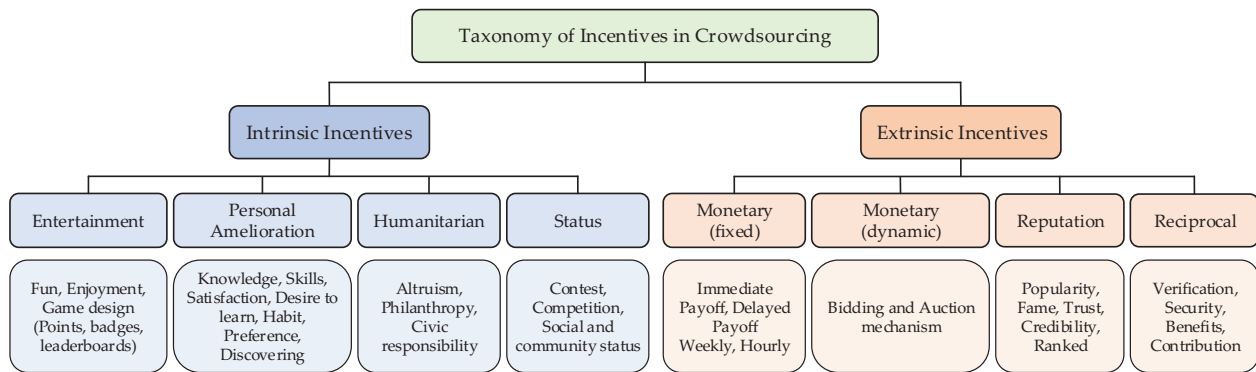 Taxonomy of Incentives in Crowdsourcing
Intrinsic Incentives
Extrinsic Incentives
Entertainment
Personal
Amelioration
Humanitarian
Status
Monetary
(fixed)
Monetary
(dynamic)
Reputation
Reciprocal
Fun, Enjoyment,
Game design
(Points, badges,
leaderboards)
Knowledge, Skills,
Satisfaction, Desire to
learn, Habit,
Preference,
Discovering
Altruism,
Philanthropy,
Civic
responsibility
Contest,
Competition,
Social and
community status
Immediate
Payoff, Delayed
Payoff
Weekly, Hourly
Bidding and Auction
mechanism
Popularity,
Fame, Trust,
Credibility,
Ranked
Verification,
Security,
Benefits,
Contribution